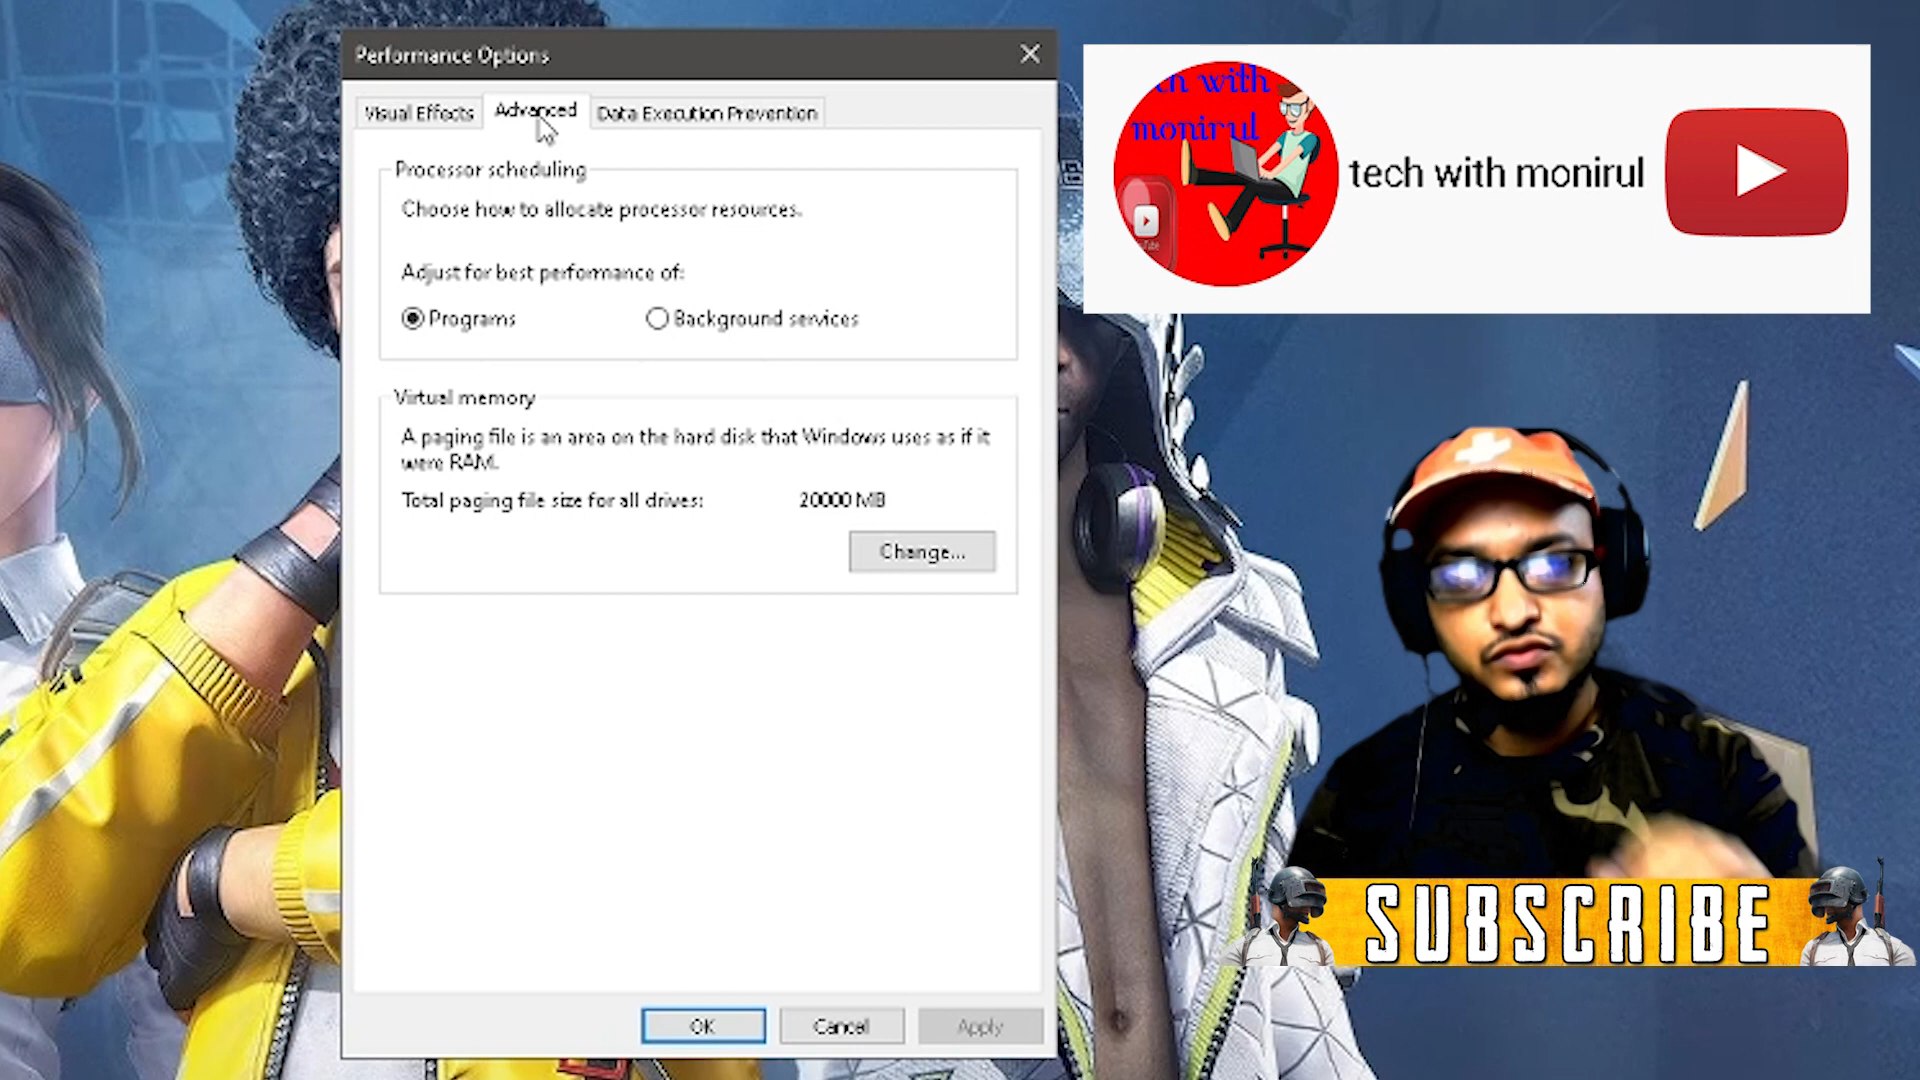 Performance Options
Visual Effects
Advanced
Data Execution Prevention
Processor scheduling
Choose how to allocate processor resources.
Adjust for best performance of:
Programs
Background services
Virtual memory
A paging file is an area on the hard disk that Windows uses as if it
were RAM.
Total paging file size for all drives:
20000 MB
Change...
OK
Cancel
Apply
h with
monirul
tech with monirul
SUBSCRIBE